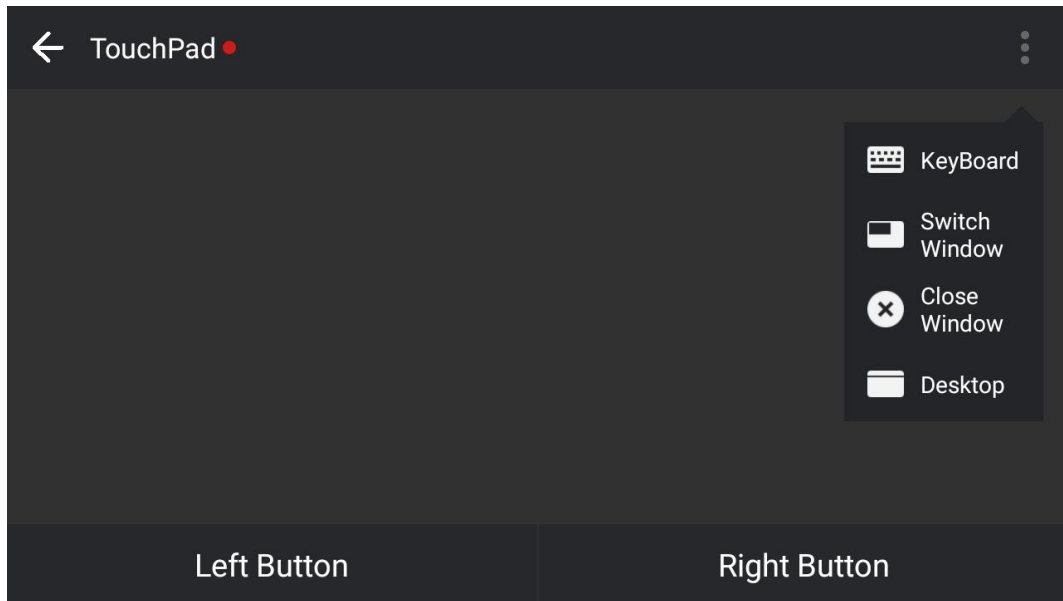 TouchPad
KeyBoard
Switch
Window
Close
Window
Desktop
Left Button
Right Button